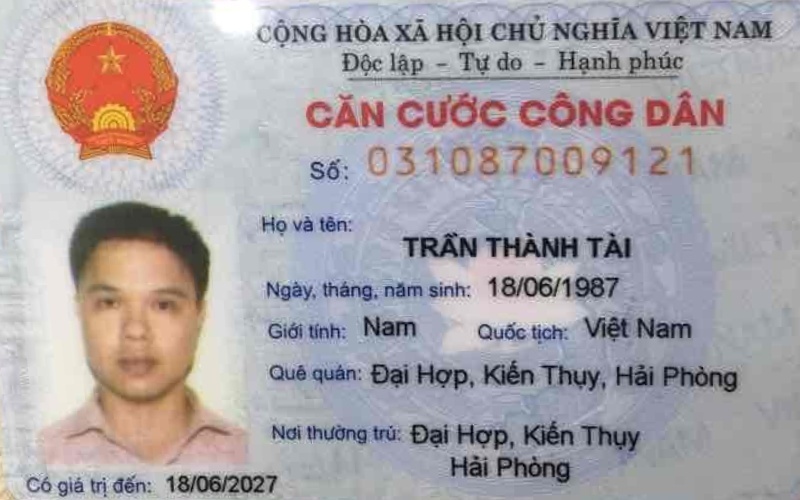 CỘNG HÒA XÃ HỘI CHỦ NGHĨA VIỆT NAM
Độc lập - Tự do - Hạnh phúc
CĂN CƯỚC CÔNG DÂN
Số: 031087009121
Họ và tên:
TRẦN THÀNH TÀI
Ngày, tháng, năm sinh: 18/06/1987
Giới tính: Nam Quốc tịch: Việt Nam
Quê quán: Đại Hợp, Kiến Thụy, Hải Phòng
Nơi thường trú: Đại Hợp, Kiến Thụy
Hải Phòng
Có giá trị đến: 18/06/2027